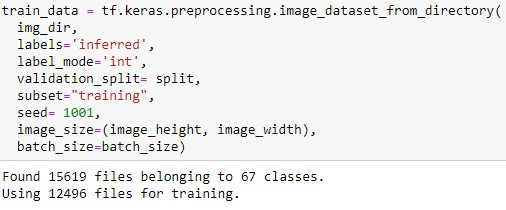 train_data = tf.keras.preprocessing.image_dataset_from_directory(
  img_dir,
  labels='inferred',
  label_mode='int',
  validation_split= split,
  subset="training",
  seed= 1001,
  image_size=(image_height, image_width),
  batch_size=batch_size)
Found 15619 files belonging to 67 classes.
Using 12496 files for training.